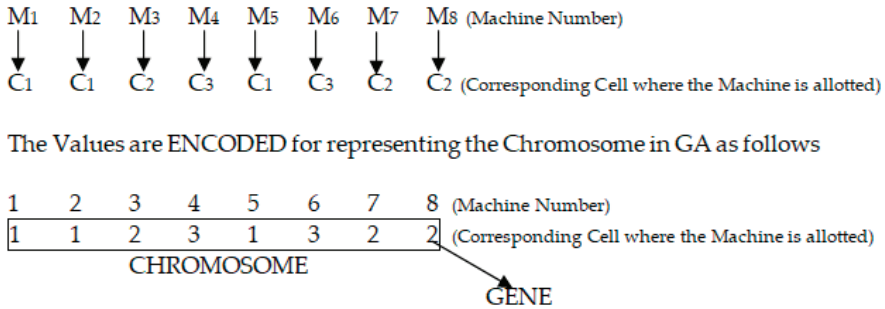 M1 M2 M3 M4 M5 M6 M7 M8 (Machine Number)
C1 C1 C2 C3 C1 C3 C2 C2 (Corresponding Cell where the Machine is allotted)
The Values are ENCODED for representing the Chromosome in GA as follows
1 2 3 4 5 6 7 8 (Machine Number)
1 1 2 3 1 3 2 2 (Corresponding Cell where the Machine is allotted)
CHROMOSOME
GENE